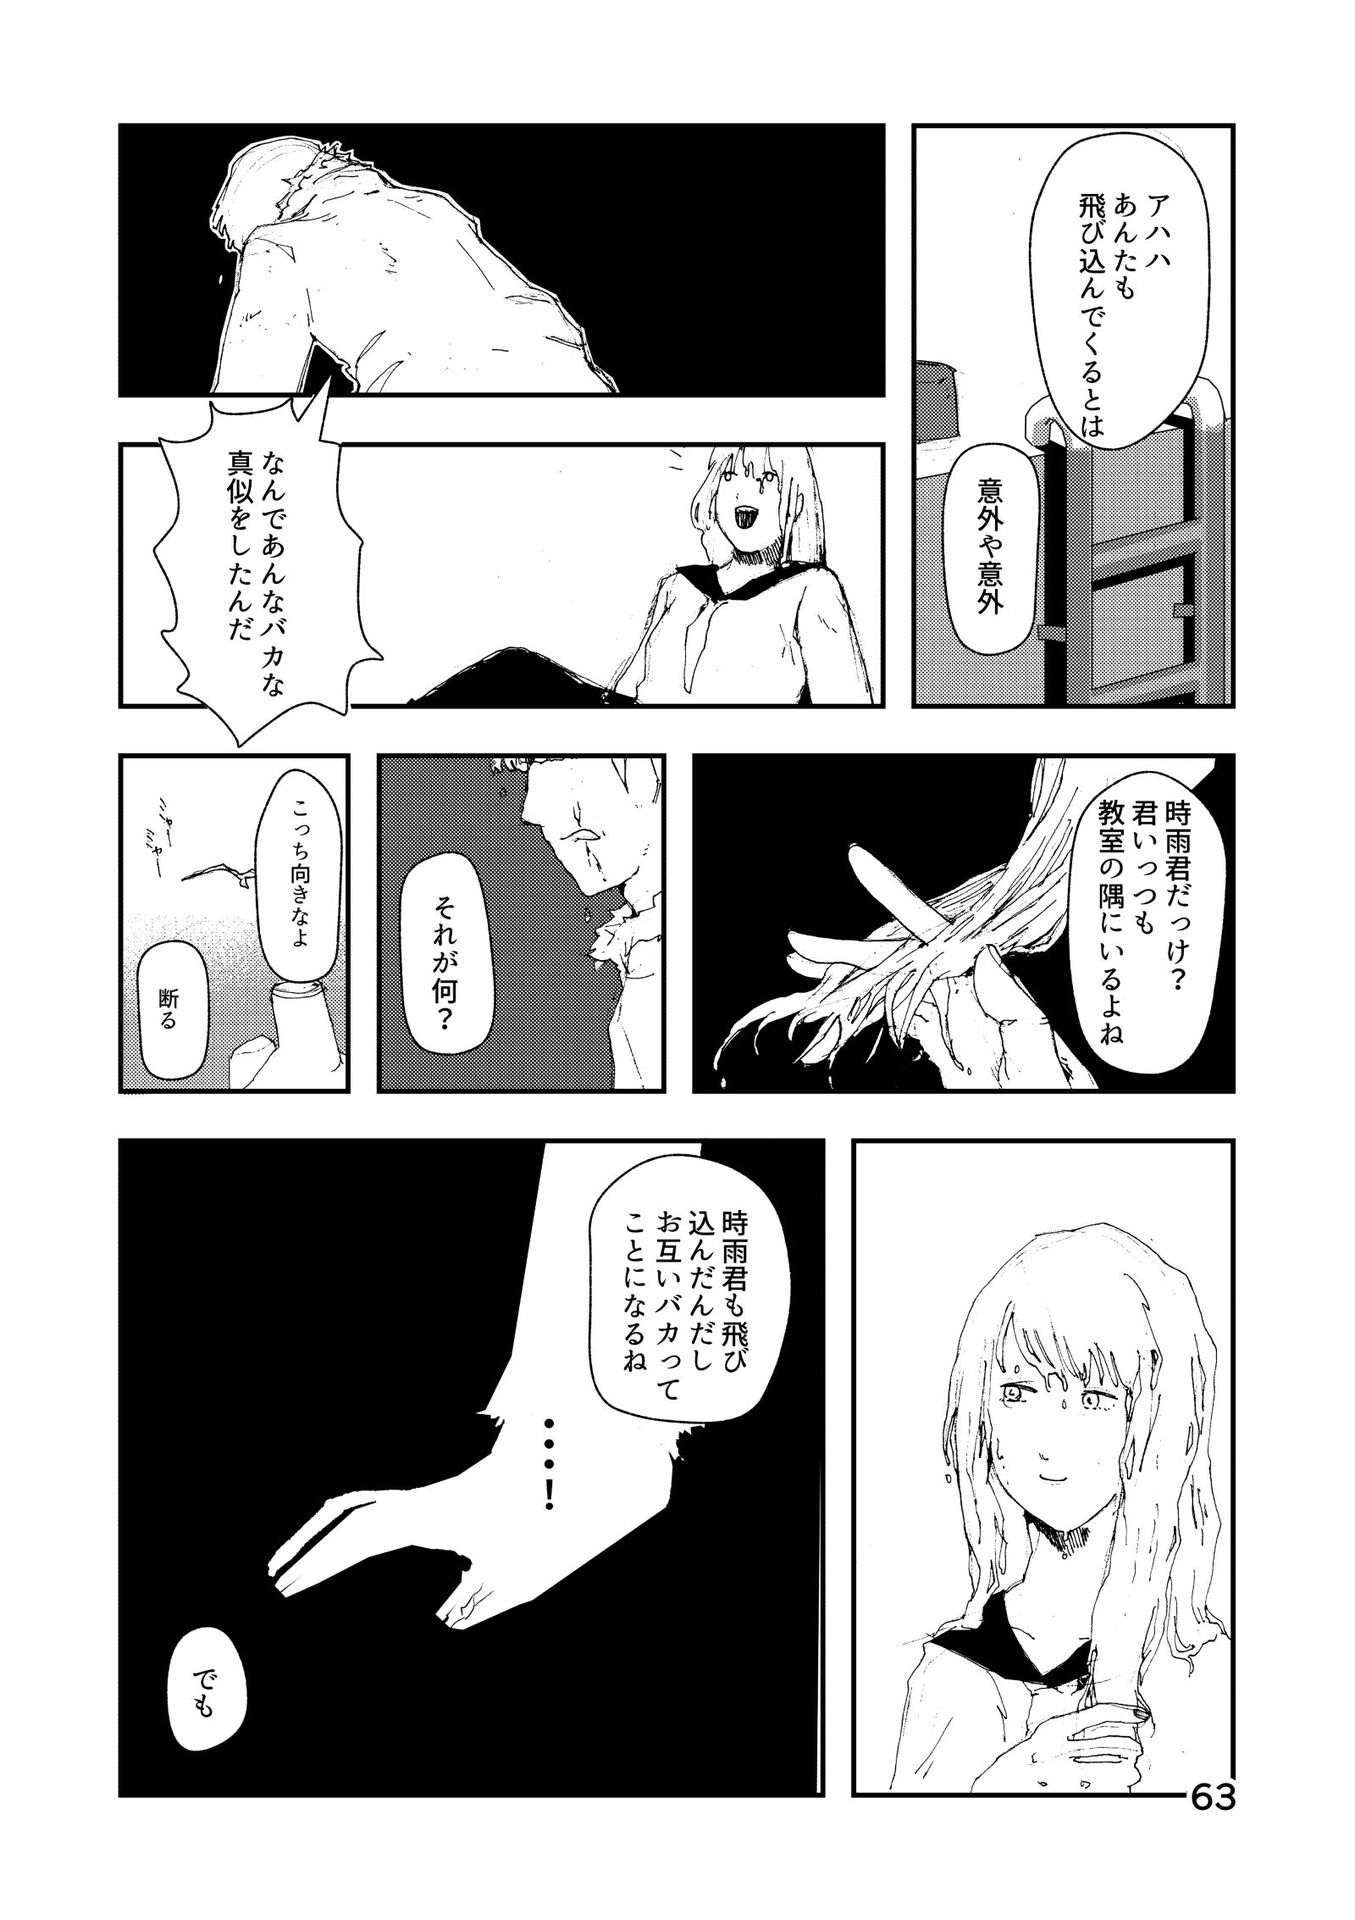 アハハ
あんたも
飛び込んでくるとは
意外や意外
なんであんなバカな
真似をしたんだ
時雨君だっけ？
君いっつも
教室の隅にいるよね
それが何？
こっち向きなよ
ミャー
ミャー
断る
時雨君も飛び
込んだんだし
お互いバカって
ことになるね
…！
でも
63